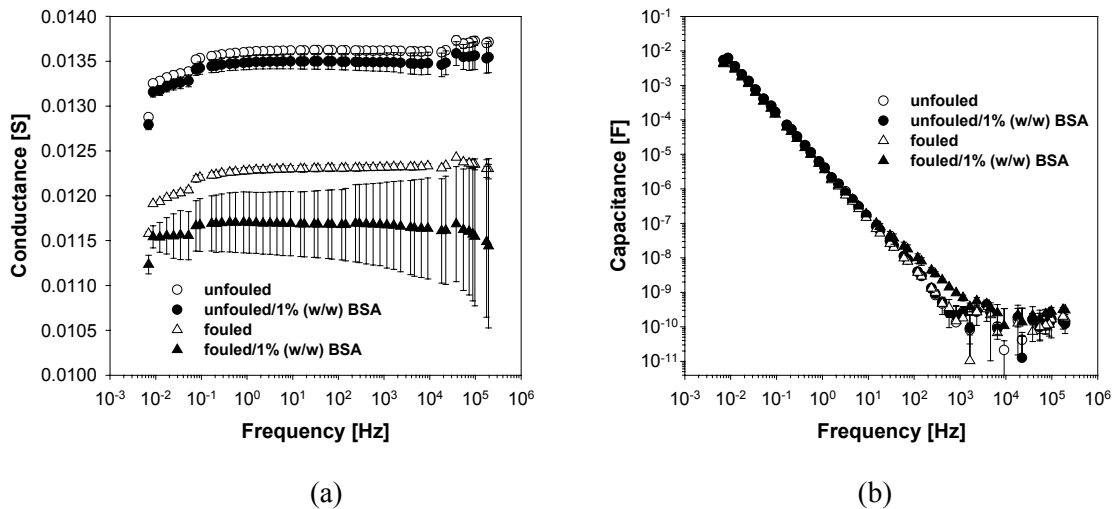 0.0140
0.0135
0.0130
0.0125
0.0120
0.0115
0.0110
0.0105
0.0100
Conductance [S]
unfouled
unfouled/1% (w/w) BSA
fouled
fouled/1% (w/w) BSA
10-3 10-2 10-1 100 101 102 103 104 105 106
Frequency [Hz]
(a)
10-1
10-2
10-3
10-4
10-5
10-6
10-7
10-8
10-9
10-10
10-11
Capacitance [F]
unfouled
unfouled/1% (w/w) BSA
fouled
fouled/1% (w/w) BSA
10-3 10-2 10-1 100 101 102 103 104 105 106
Frequency [Hz]
(b)